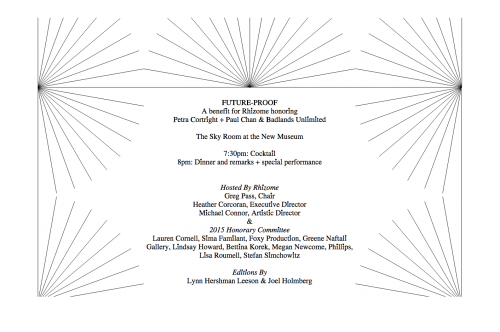 FUTURE-PROOF
A benefit for Rhizome honoring
Petra Cortright + Paul Chan & Badlands Unlimited
The Sky Room at the New Museum
7:30pm: Cocktail
8pm: Dinner and remarks + special performance
Hosted By Rhizome
Greg Pass, Chair
Heather Corcoran, Executive Director
Michael Connor, Artistic Director
&
2015 Honorary Committee
Lauren Cornell, Sima Familant, Foxy Production, Greene Naftali
Gallery, Lindsay Howard, Bettina Korek, Megan Newcome, Phillips,
Lisa Roumell, Stefan Simchowitz
Editions By
Lynn Hershman Leeson & Joel Holmberg